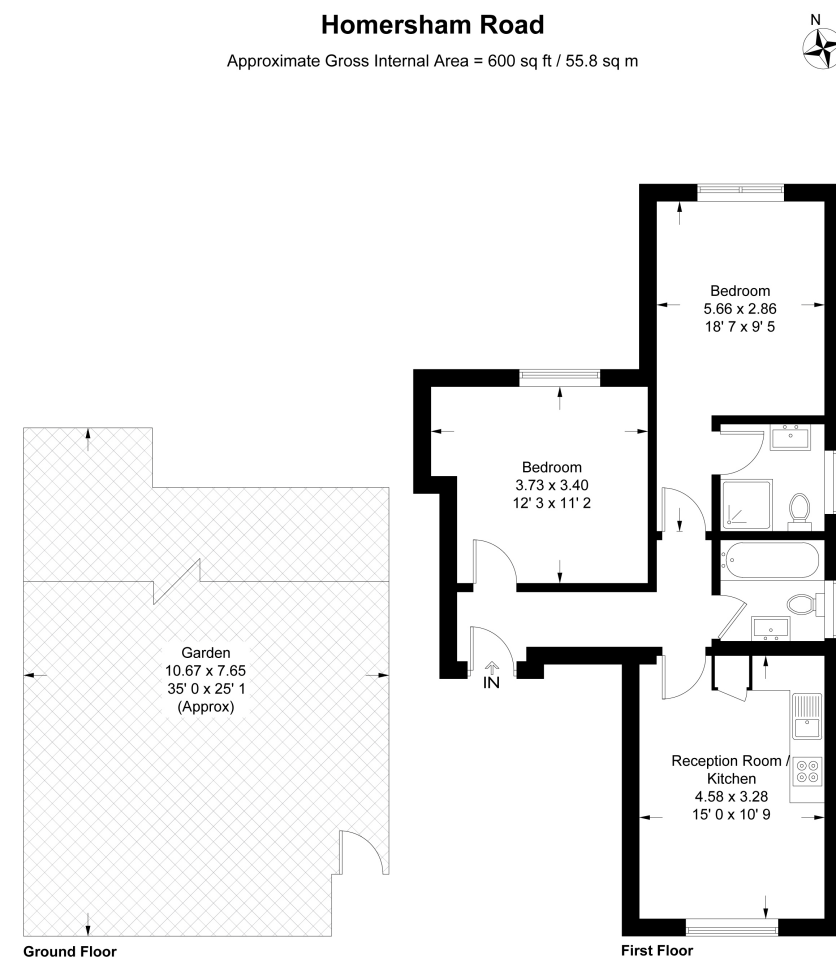 Homersham Road
Approximate Gross Internal Area = 600 sq ft / 55.8 sq m
N
Bedroom
5.66 x 2.86
18' 7 x 9' 5
Bedroom
3.73 x 3.40
12' 3 x 11' 2
Garden
10.67 x 7.65
35' 0 x 25' 1
(Approx)
IN
Reception Room /
Kitchen
4.58 x 3.28
15' 0 x 10' 9
Ground Floor
First Floor